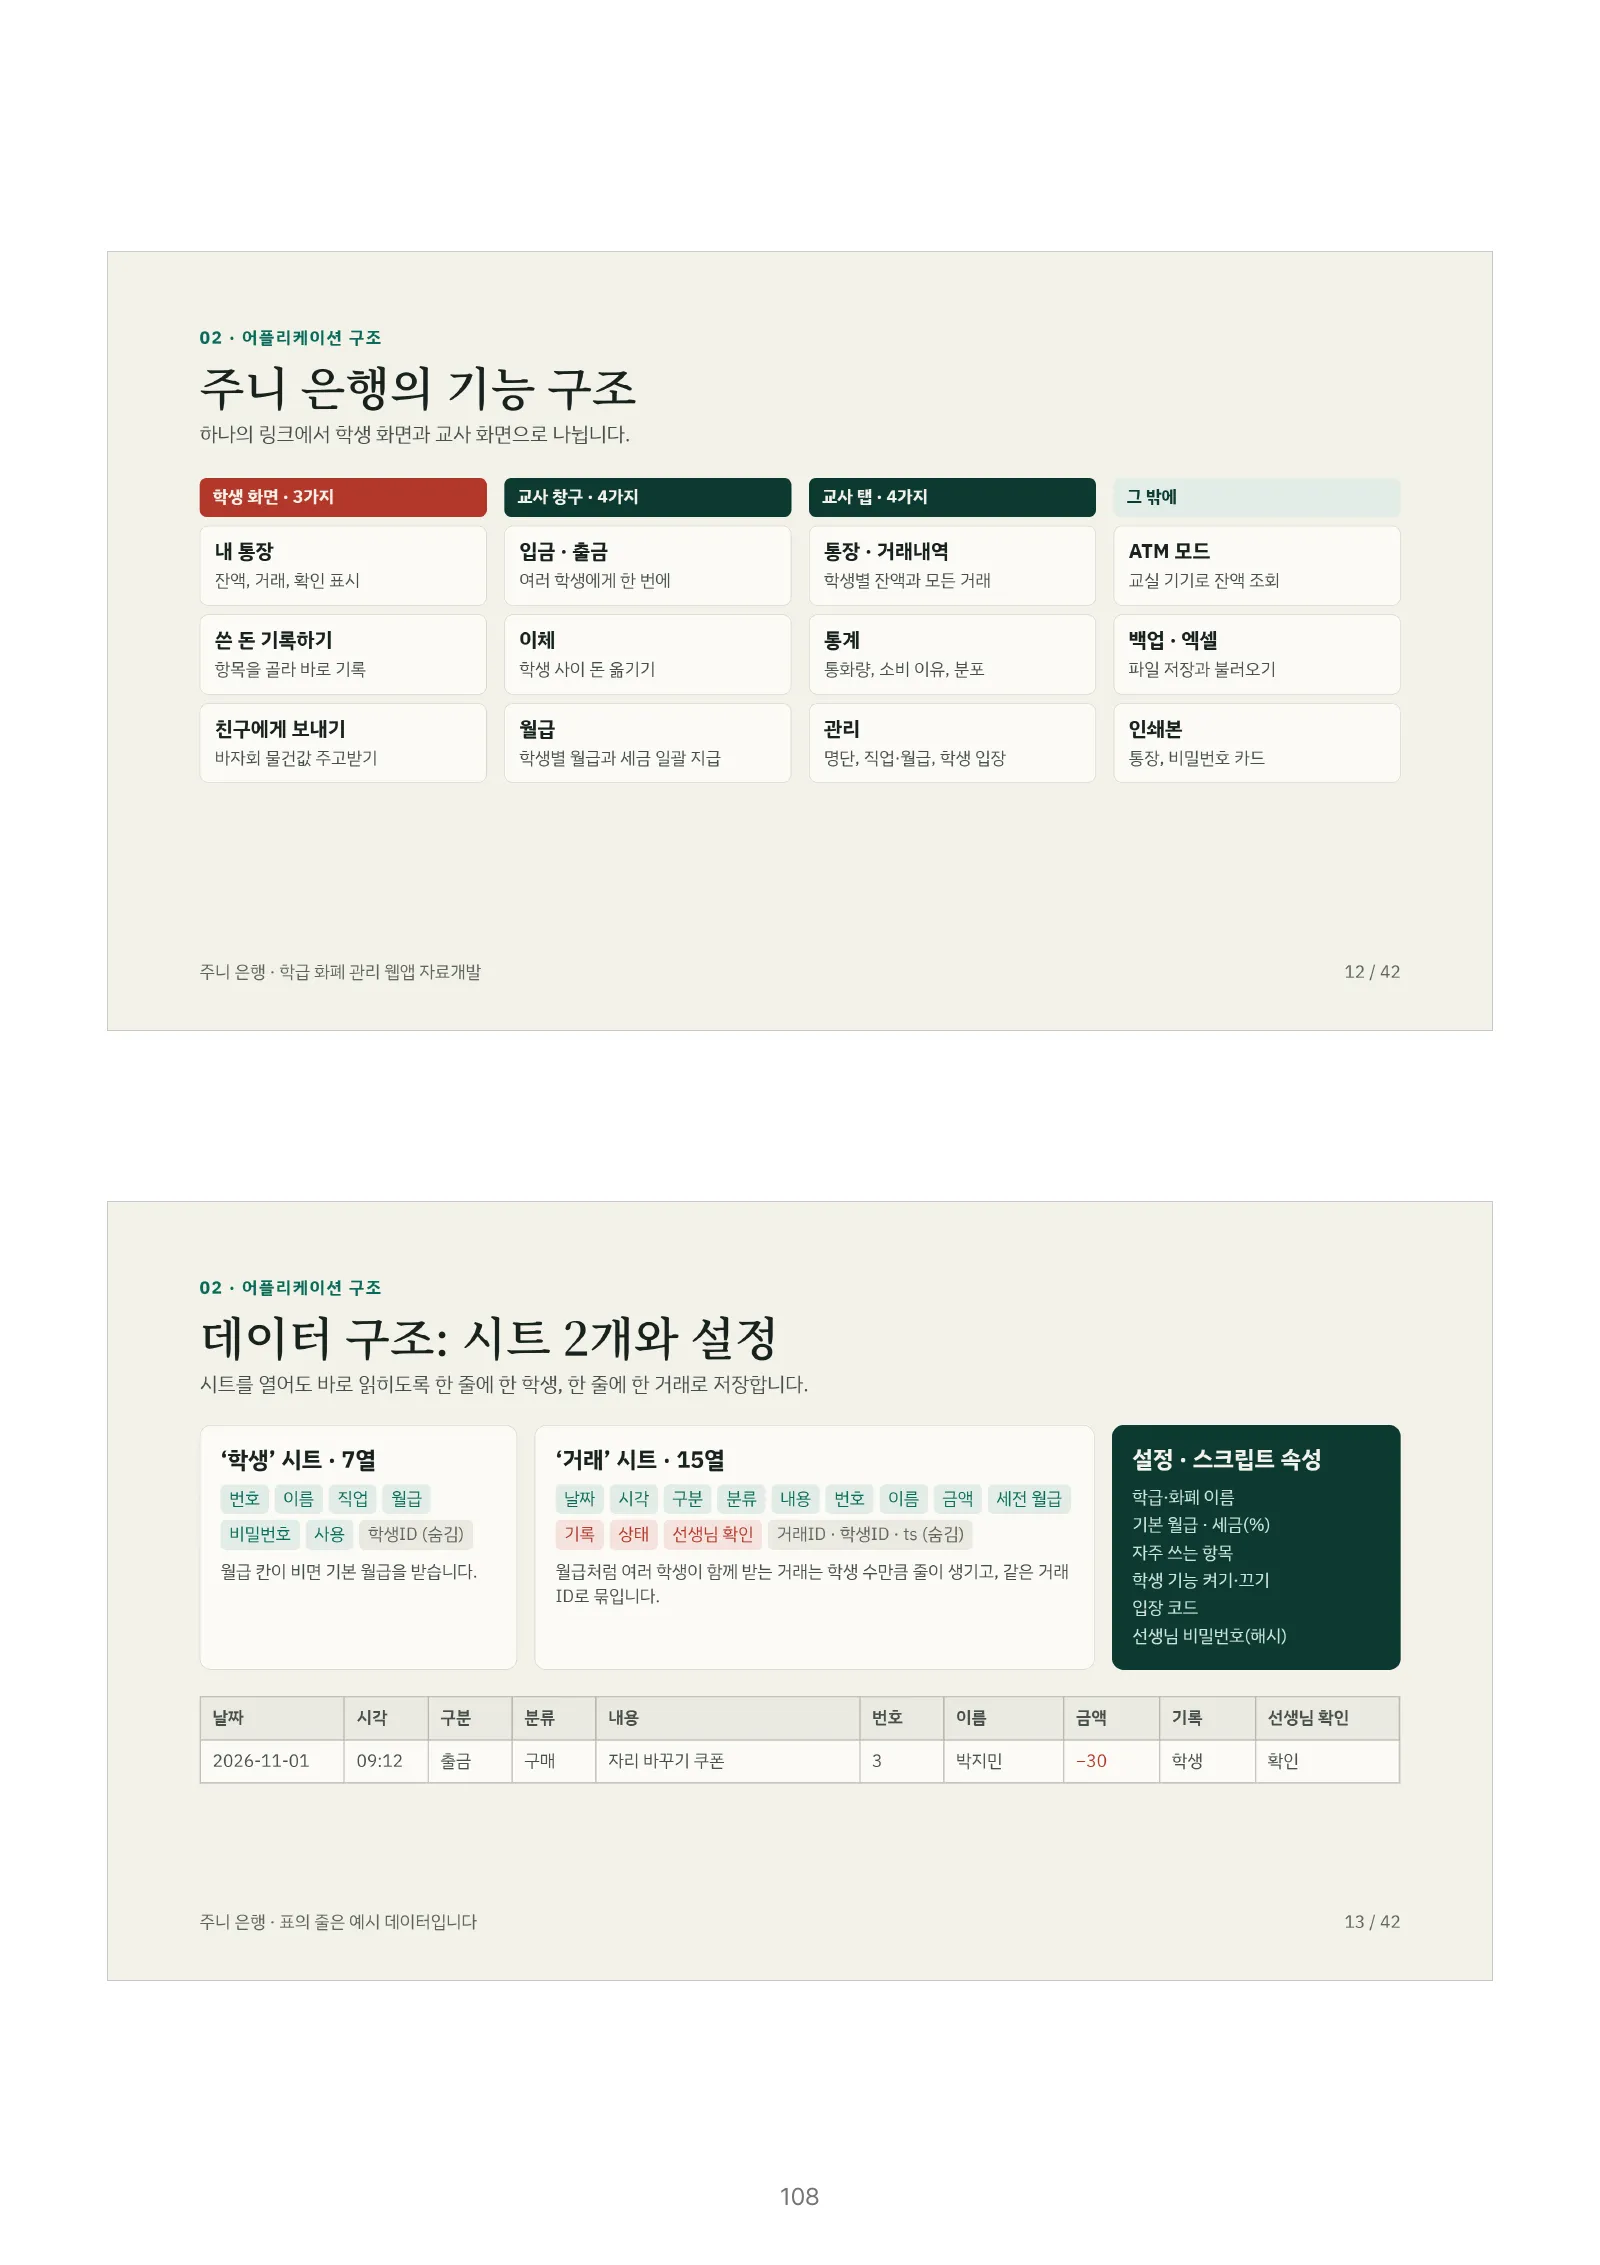 02 · 어플리케이션 구조
주니 은행의 기능 구조
하나의 링크에서 학생 화면과 교사 화면으로 나뉩니다.
학생 화면 · 3가지
내 통장
잔액, 거래, 확인 표시
쓴 돈 기록하기
항목을 골라 바로 기록
친구에게 보내기
바자회 물건값 주고받기
교사 창구 · 4가지
입금 · 출금
여러 학생에게 한 번에
이체
학생 사이 돈 옮기기
월급
학생별 월급과 세금 일괄 지급
교사 탭 · 4가지
통장 · 거래내역
학생별 잔액과 모든 거래
통계
통화량, 소비 이유, 분포
관리
명단, 직업·월급, 학생 입장
그 밖에
ATM 모드
교실 기기로 잔액 조회
백업 · 엑셀
파일 저장과 불러오기
인쇄본
통장, 비밀번호 카드
주니 은행 · 학급 화폐 관리 웹앱 자료개발
12 / 42
02 · 어플리케이션 구조
데이터 구조: 시트 2개와 설정
시트를 열어도 바로 읽히도록 한 줄에 한 학생, 한 줄에 한 거래로 저장합니다.
‘학생’ 시트 · 7열
번호 이름 직업 월급
비밀번호 사용 학생ID (숨김)
월급 칸이 비면 기본 월급을 받습니다.
‘거래’ 시트 · 15열
날짜 시각 구분 분류 내용 번호 이름 금액 세전 월급
기록 상태 선생님 확인 거래ID · 학생ID · ts (숨김)
월급처럼 여러 학생이 함께 받는 거래는 학생 수만큼 줄이 생기고, 같은 거래
ID로 묶입니다.
설정 · 스크립트 속성
학급·화폐 이름
기본 월급 · 세금(%)
자주 쓰는 항목
학생 기능 켜기·끄기
입장 코드
선생님 비밀번호(해시)
날짜 시각 구분 분류 내용 번호 이름 금액 기록 선생님 확인
2026-11-01 09:12 출금 구매 자리 바꾸기 쿠폰 3 박지민 −30 학생 확인
주니 은행 · 표의 줄은 예시 데이터입니다
13 / 42
108